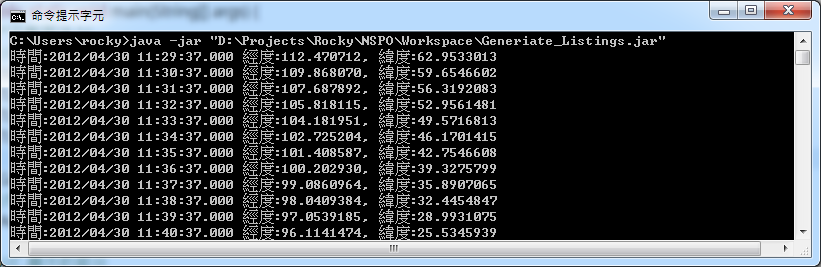 main(String[] args) {
命令提示字元
C:\Users\rocky>java -jar "D:\Projects\Rocky\NSPO\Workspace\Generiate_Listings.jar"
時間:2012/04/30 11:29:37.000 經度:112.470712, 緯度:62.9533013
時間:2012/04/30 11:30:37.000 經度:109.868070, 緯度:59.6546602
時間:2012/04/30 11:31:37.000 經度:107.687892, 緯度:56.3192083
時間:2012/04/30 11:32:37.000 經度:105.818115, 緯度:52.9561481
時間:2012/04/30 11:33:37.000 經度:104.181951, 緯度:49.5716813
時間:2012/04/30 11:34:37.000 經度:102.725204, 緯度:46.1701415
時間:2012/04/30 11:35:37.000 經度:101.408587, 緯度:42.7546608
時間:2012/04/30 11:36:37.000 經度:100.202930, 緯度:39.3275799
時間:2012/04/30 11:37:37.000 經度:99.0860964, 緯度:35.8907065
時間:2012/04/30 11:38:37.000 經度:98.0409384, 緯度:32.4454847
時間:2012/04/30 11:39:37.000 經度:97.0539185, 緯度:28.9931075
時間:2012/04/30 11:40:37.000 經度:96.1141474, 緯度:25.5345939